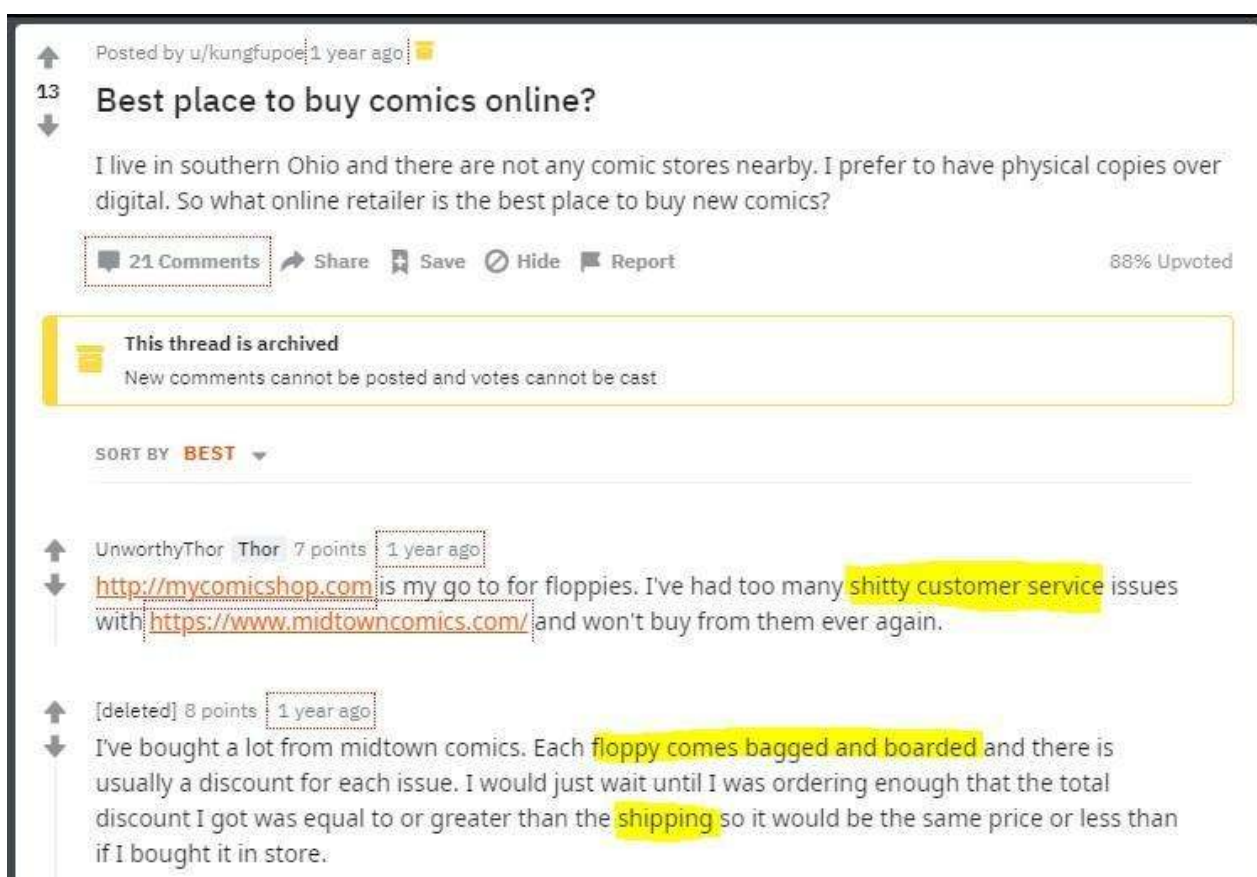 Posted by u/kungfupoe 1 year ago
13
Best place to buy comics online?
I live in southern Ohio and there are not any comic stores nearby. I prefer to have physical copies over
digital. So what online retailer is the best place to buy new comics?
21 Comments Share Save Hide Report 88% Upvoted
This thread is archived
New comments cannot be posted and votes cannot be cast
SORT BY BEST
UnworthyThor Thor 7 points 1 year ago
http://mycomicshop.com is my go to for floppies. I've had too many shitty customer service issues
with https://www.midtowncomics.com/ and won't buy from them ever again.
[deleted] 8 points 1 year ago
I've bought a lot from midtown comics. Each floppy comes bagged and boarded and there is
usually a discount for each issue. I would just wait until I was ordering enough that the total
discount I got was equal to or greater than the shipping so it would be the same price or less than
if I bought it in store.